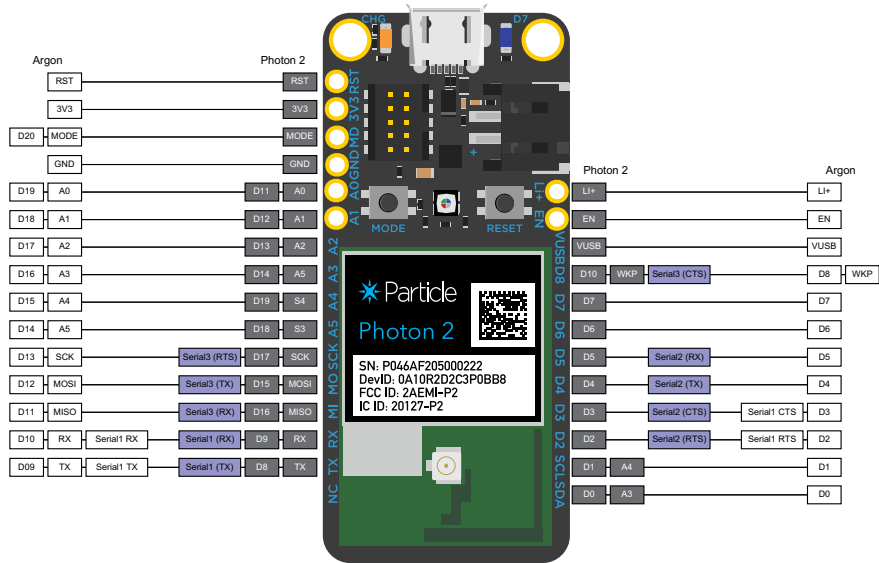 CHG
D7
Argon
Photon 2
RST
RST
RST
3V3
3V3
3V3
D20 MODE
MODE
MD
GND
GND
GND
D19 A0
D11 A0
A0
D18 A1
D12 A1
A1
D17 A2
D13 A2
A2
D16 A3
D14 A5
A3
D15 A4
D19 S4
A4
D14 A5
D18 S3
A5
D13 SCK
Serial3 (RTS) D17 SCK
SCK
D12 MOSI
Serial3 (TX) D15 MOSI
MO
D11 MISO
Serial3 (RX) D16 MISO
MI
D10 RX Serial1 RX
Serial1 (RX) D9 RX
RX
D09 TX Serial1 TX
Serial1 (TX) D8 TX
TX
NC
+
MODE
RESET
Particle
Photon 2
SN: P046AF205000222
DevID: 0A10R2D2C3P0BB8
FCC ID: 2AEMI-P2
IC ID: 20127-P2
Photon 2
Argon
LI+
LI+
LI+
EN
EN
EN
VUSB
VUSB
VUSB
D8
D10 WKP Serial3 (CTS)
D8 WKP
D7
D7
D7
D6
D6
D6
D5
D5 Serial2 (RX)
D5
D4
D4 Serial2 (TX)
D4
D3
D3 Serial2 (CTS)
Serial1 CTS D3
D2
D2 Serial2 (RTS)
Serial1 RTS D2
SCL
D1 A4
D1
SDA
D0 A3
D0